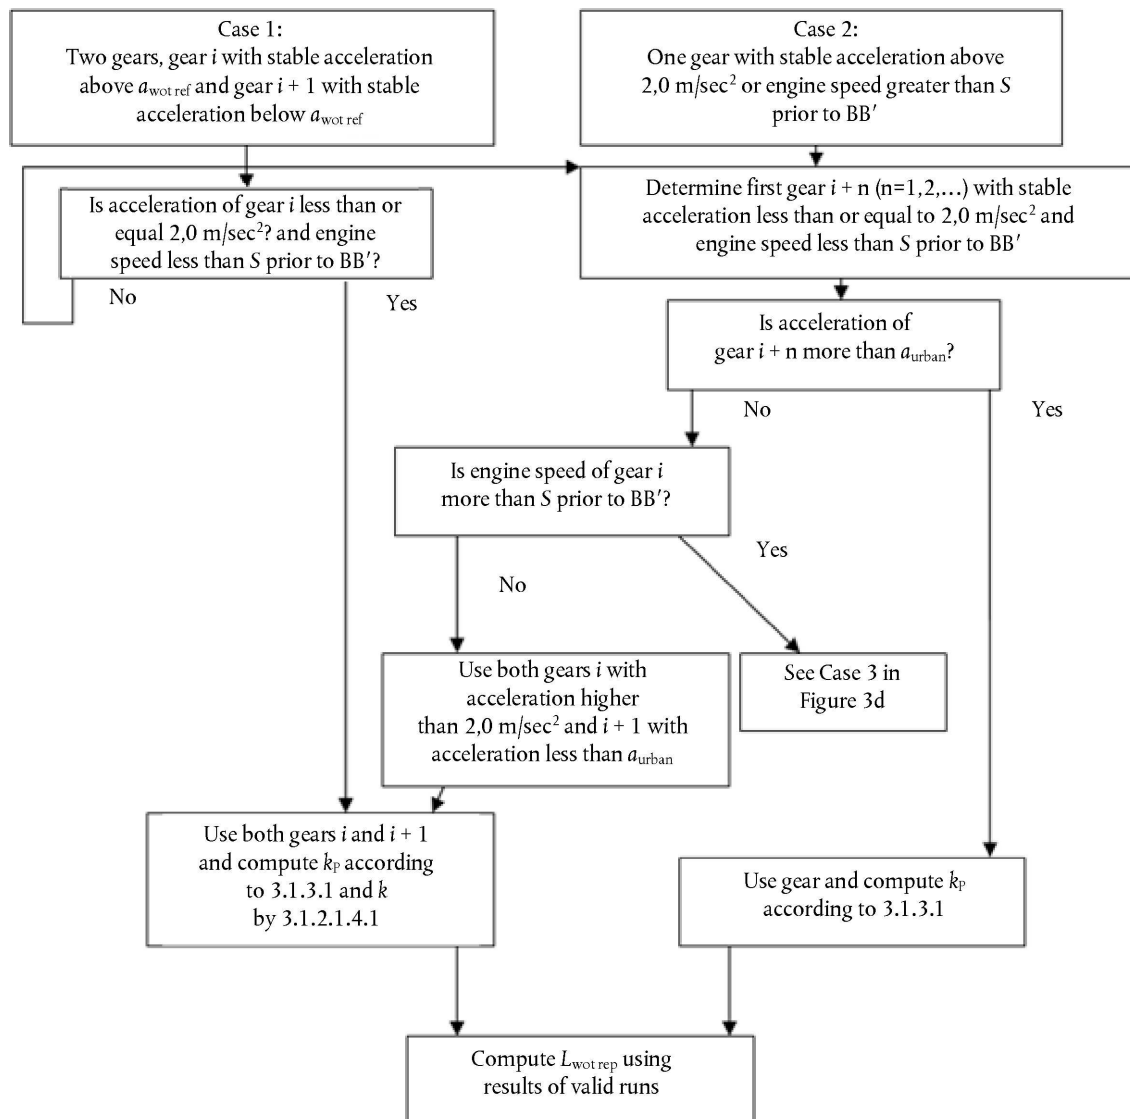 Case 1:
Two gears, gear i with stable acceleration
above a wot ref and gear i + 1 with stable
acceleration below a wot ref
Case 2:
One gear with stable acceleration above
2,0 m/sec² or engine speed greater than S
prior to BB′
Is acceleration of gear i less than or
equal 2,0 m/sec²? and engine
speed less than S prior to BB′?
Determine first gear i + n (n=1,2,…) with stable
acceleration less than or equal to 2,0 m/sec² and
engine speed less than S prior to BB′
No
Yes
Is acceleration of
gear i + n more than a urban?
No
Yes
Is engine speed of gear i
more than S prior to BB′?
Yes
No
Use both gears i with
acceleration higher
than 2,0 m/sec² and i + 1 with
acceleration less than a urban
See Case 3 in
Figure 3d
Use both gears i and i + 1
and compute kP according
to 3.1.3.1 and k
by 3.1.2.1.4.1
Use gear and compute kP
according to 3.1.3.1
Compute L wot rep using
results of valid runs